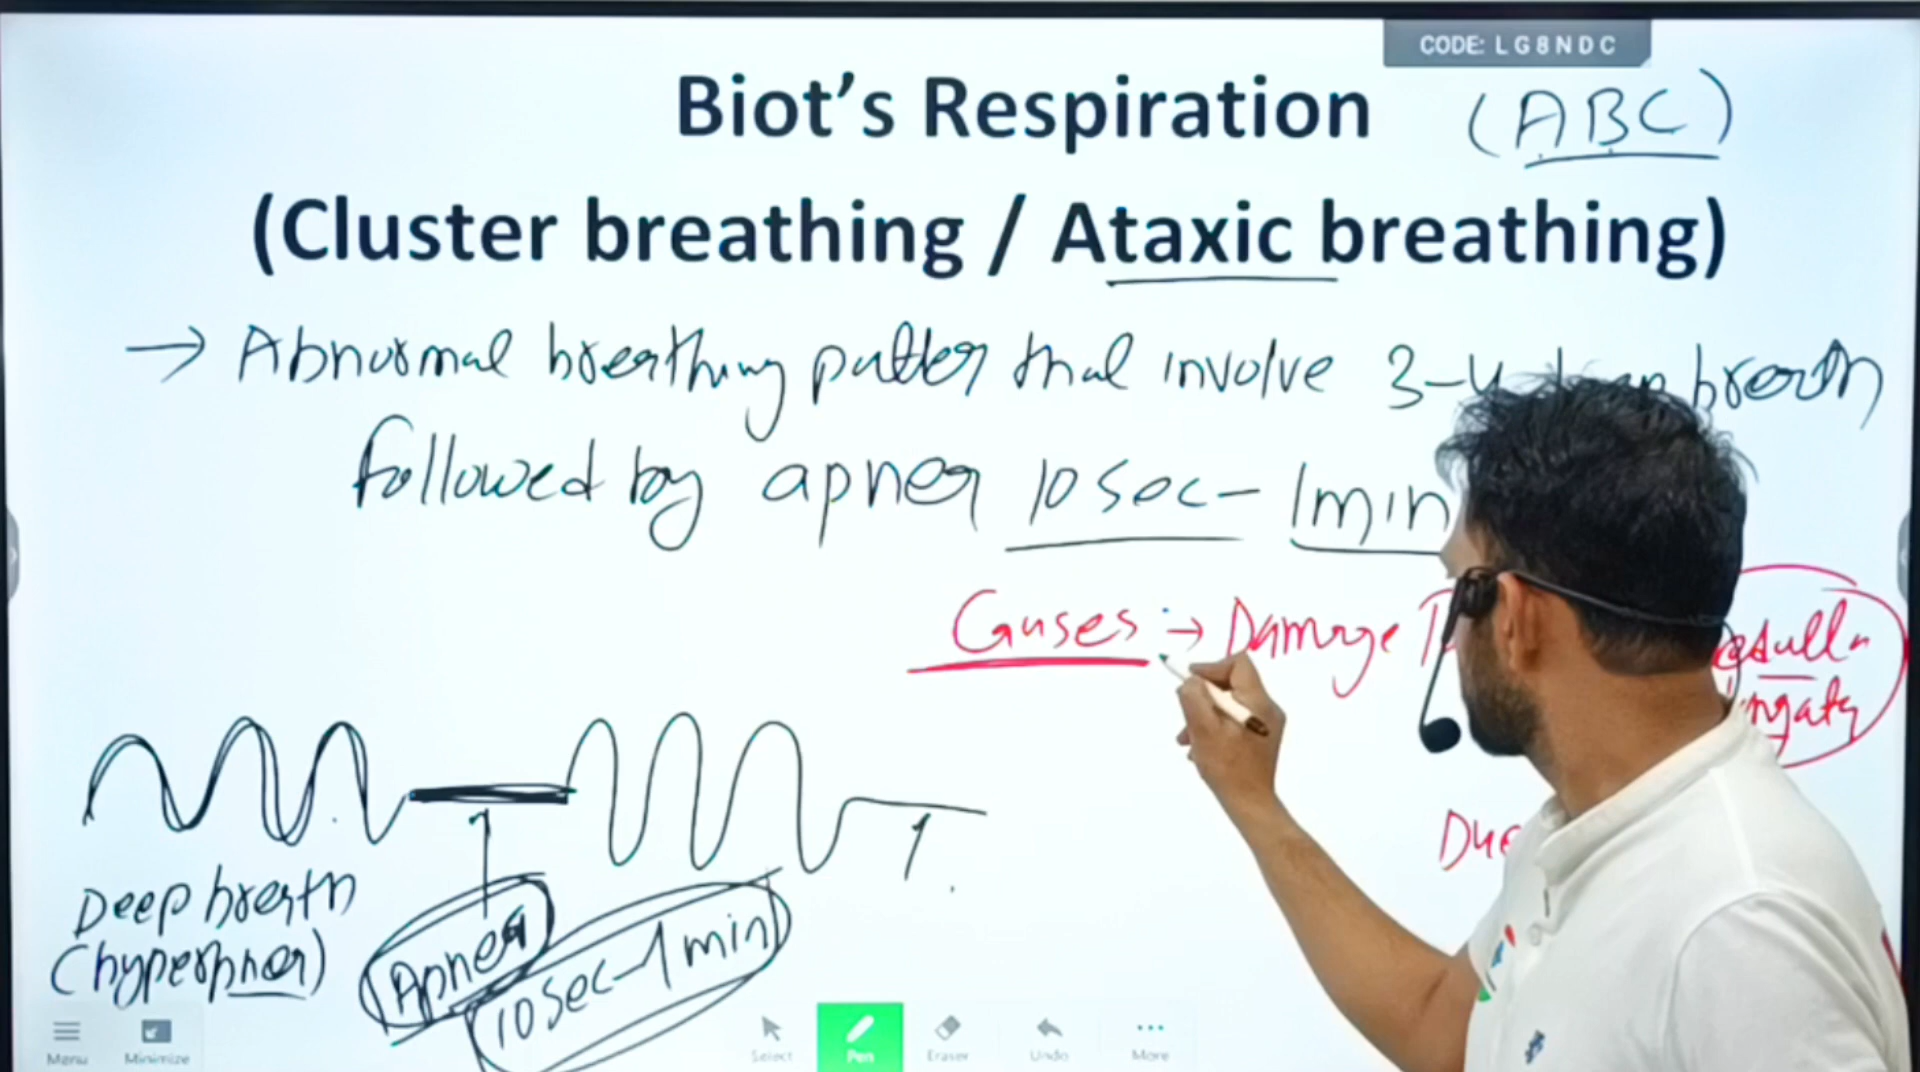 CODE: LG8NDC
Biot's Respiration (ABC)
(Cluster breathing / Ataxic breathing)
→ Abnormal breathing patter that involve 3-4 breath
followed by apnea 10 sec - 1min
Causes :→ Damage
Due
Deep breath
(hyperpnea)
Apnea
10 sec - 1 min
Menu
Minimize
Select
Pen
Eraser
Undo
More